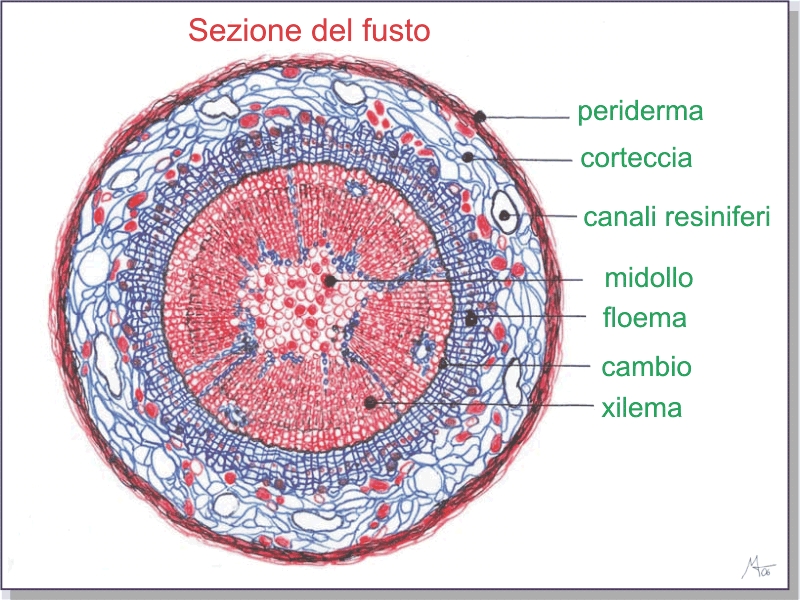 Sezione del fusto
periderma
corteccia
canali resiniferi
midollo
floema
cambio
xilema